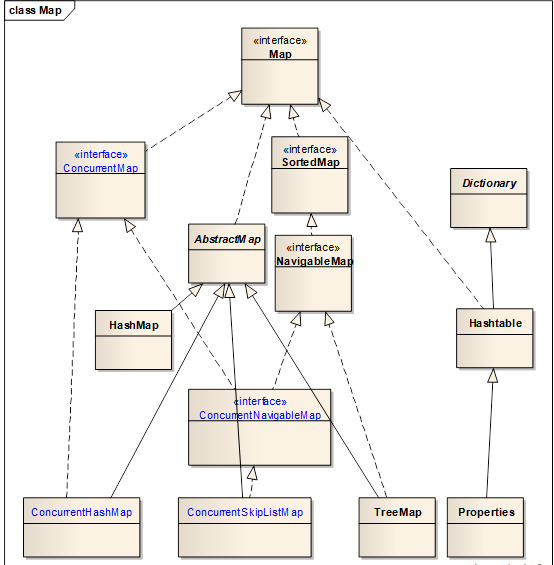 class Map
«interface»
Map
«interface»
ConcurrentMap
«interface»
SortedMap
Dictionary
AbstractMap
«interface»
NavigableMap
HashMap
Hashtable
«interface»
ConcurrentNavigableMap
ConcurrentHashMap
ConcurrentSkipListMap
TreeMap
Properties